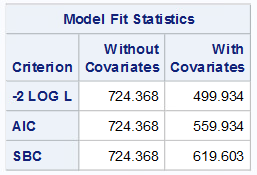 Model Fit Statistics
Without With
Criterion Covariates Covariates
-2 LOG L 724.368 499.934
AIC 724.368 559.934
SBC 724.368 619.603